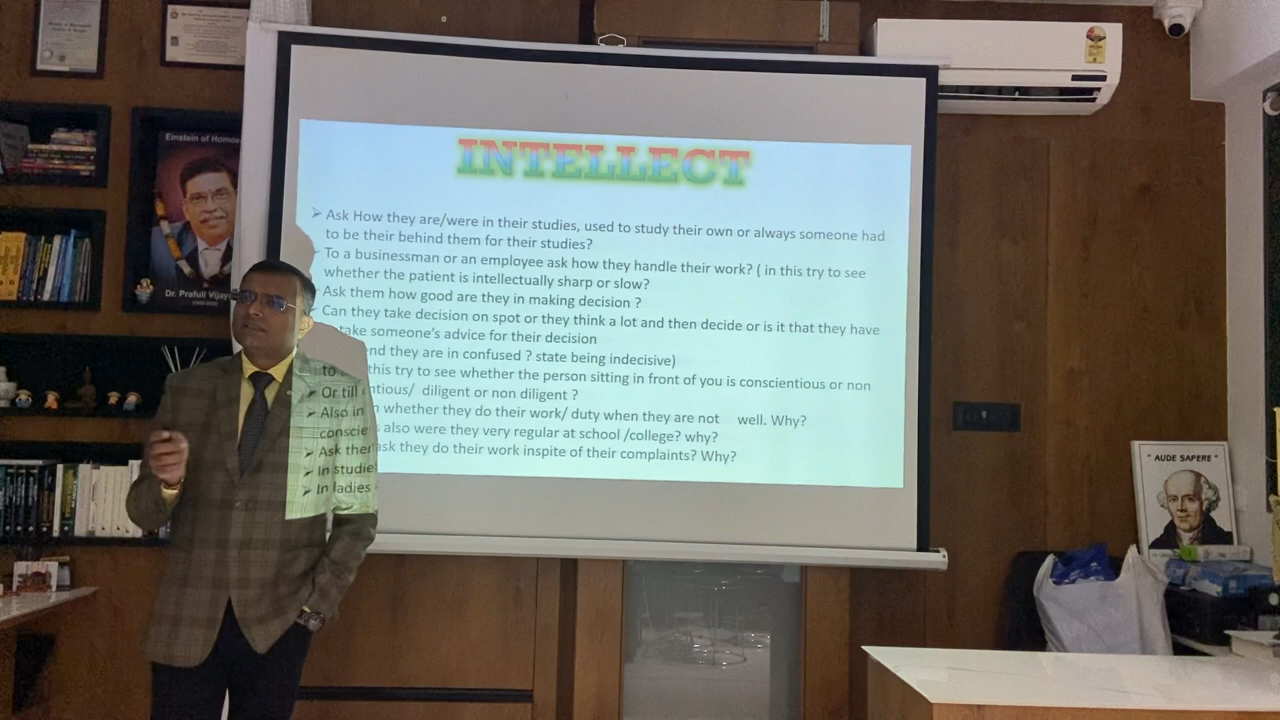 Einstein of Homoe
Dr. Prafull Vijay
INTELLECT
➢ Ask How they are/were in their studies, used to study their own or always someone had
to be their behind them for their studies?
To a businessman or an employee ask how they handle their work? ( in this try to see
whether the patient is intellectually sharp or slow?
Ask them how good are they in making decision ?
Can they take decision on spot or they think a lot and then decide or is it that they have
to take someone's advice for their decision
➢ Or till end they are in confused ? state being indecisive)
➢ Also in this try to see whether the person sitting in front of you is conscientious or non
conscientious/ diligent or non diligent ?
➢ Ask them whether they do their work/ duty when they are not well. Why?
➢ In studies also were they very regular at school /college? why?
➢ In ladies ask they do their work inspite of their complaints? Why?
" AUDE SAPERE "